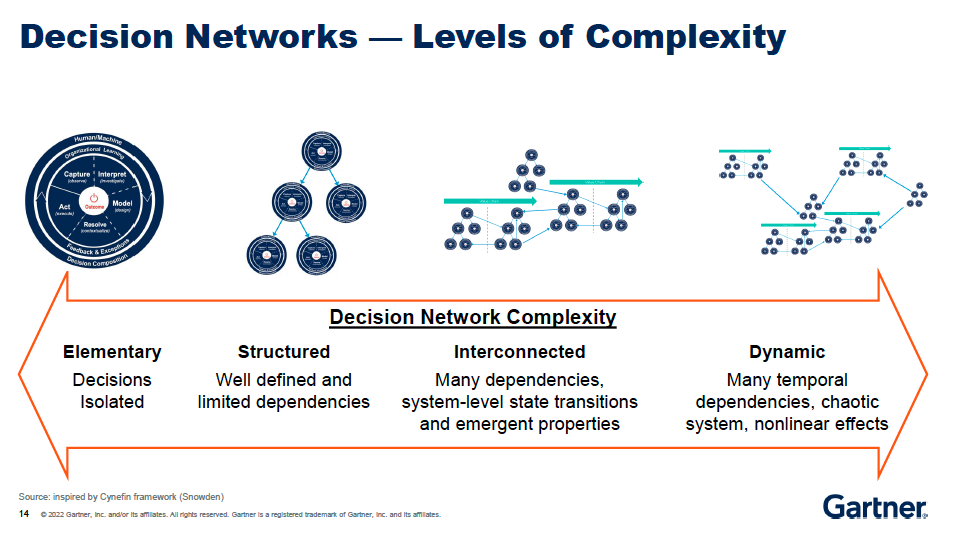 Decision Networks — Levels of Complexity
Human/Machine
Organizational Learning
Capture
(observe)
Interpret
(investigate)
Act
(execute)
Outcome
Model
(design)
Resolve
(contextualize)
Feedback & Exceptions
Decision Composition
Decision Network Complexity
Elementary
Decisions
Isolated
Structured
Well defined and
limited dependencies
Interconnected
Many dependencies,
system-level state transitions
and emergent properties
Dynamic
Many temporal
dependencies, chaotic
system, nonlinear effects
Source: inspired by Cynefin framework (Snowden)
14 © 2022 Gartner, Inc. and/or its affiliates. All rights reserved. Gartner is a registered trademark of Gartner, Inc. and its affiliates.
Gartner